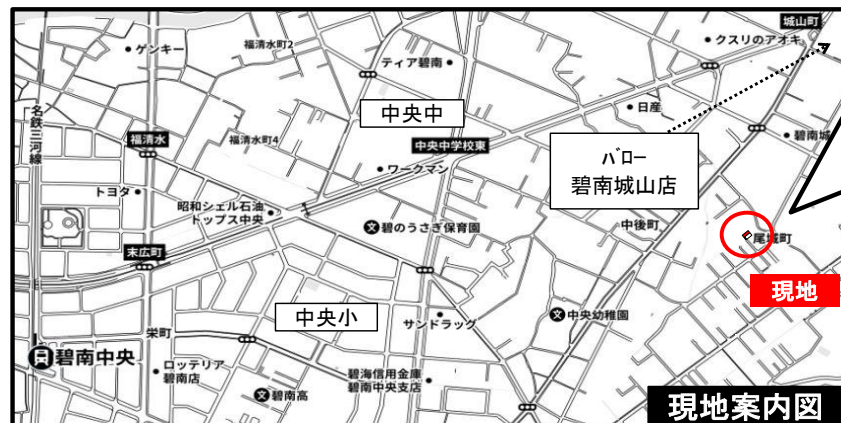 城山町
クスリのアオキ
ゲンキー
福清水町2
ティア碧南
名鉄三河線
中央中
日産
福清水
福清水町4
中央中学校東
碧南城
ワークマン
バロー
碧南城山店
トヨタ
昭和シェル石油
トップス中央
文
碧のうさぎ保育園
中後町
尾城町
末広町
現地
中央小
サンドラッグ
文
中央幼稚園
栄町
碧南中央
ロッテリア
碧南店
碧海信用金庫
碧南中央支店
文
碧南高
現地案内図